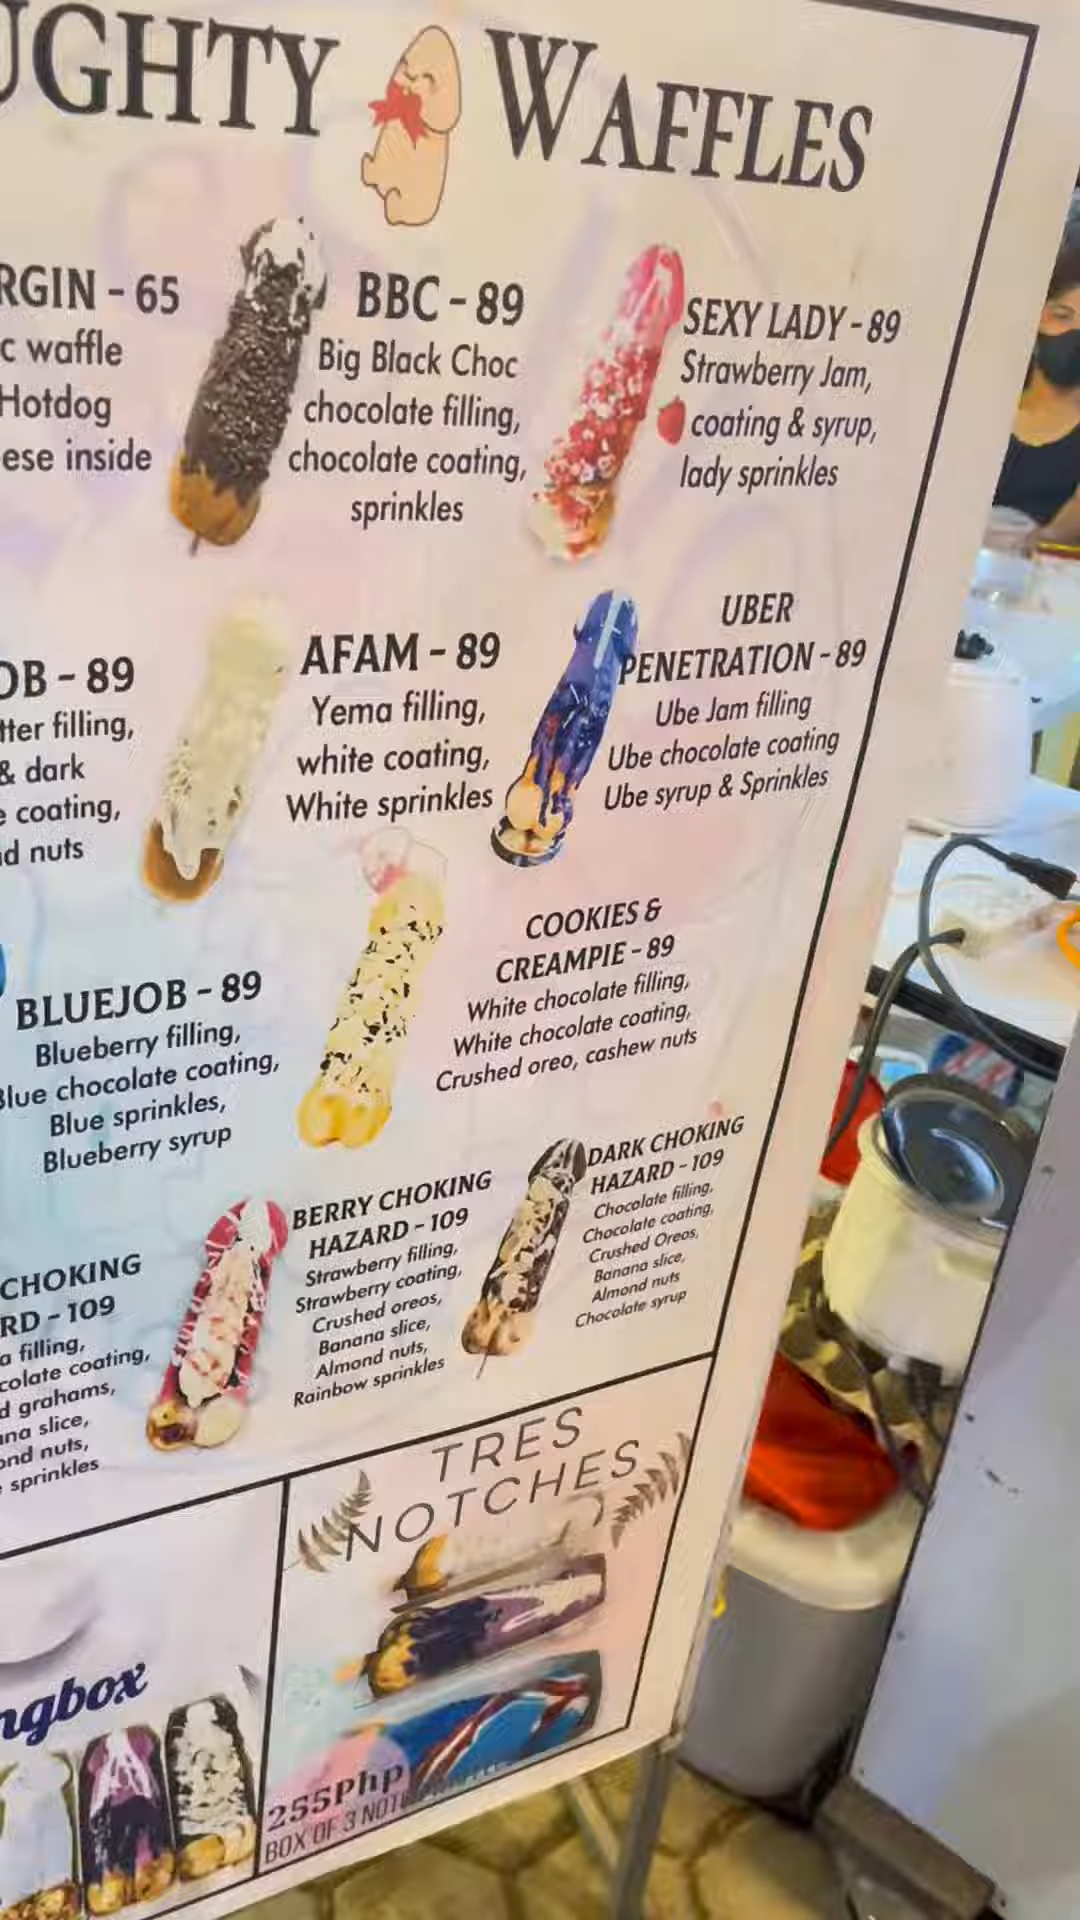 UGHTY WAFFLES
RGIN - 65
c waffle
Hotdog
ese inside
BBC - 89
Big Black Choc
chocolate filling,
chocolate coating,
sprinkles
SEXY LADY - 89
Strawberry Jam,
coating & syrup,
lady sprinkles
OB - 89
tter filling,
& dark
e coating,
d nuts
AFAM - 89
Yema filling,
white coating,
White sprinkles
UBER
PENETRATION - 89
Ube Jam filling
Ube chocolate coating
Ube syrup & Sprinkles
BLUEJOB - 89
Blueberry filling,
Blue chocolate coating,
Blue sprinkles,
Blueberry syrup
COOKIES &
CREAMPIE - 89
White chocolate filling,
White chocolate coating,
Crushed oreo, cashew nuts
CHOKING
RD - 109
a filling,
colate coating,
d grahams,
ana slice,
ond nuts,
sprinkles
BERRY CHOKING
HAZARD - 109
Strawberry filling,
Strawberry coating,
Crushed oreos,
Banana slice,
Almond nuts,
Rainbow sprinkles
DARK CHOKING
HAZARD - 109
Chocolate filling,
Chocolate coating,
Crushed Oreos,
Banana slice,
Almond nuts
Chocolate syrup
ngbox
TRES
NOTCHES
255Php
BOX OF 3